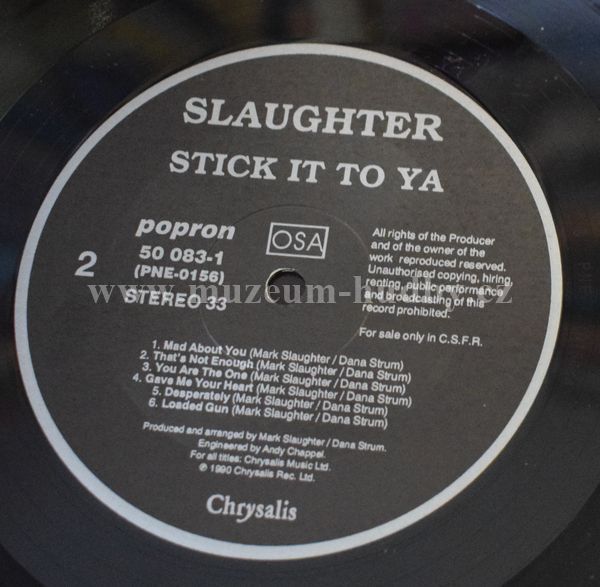 SLAUGHTER
STICK IT TO YA
popron
50 083-1
(PNE-0156)
2
STEREO 33
OSA
All rights of the Producer
and of the owner of the
work reproduced reserved.
Unauthorised copying, hiring,
renting, public performance
and broadcasting of this
record prohibited.
For sale only in C.S.F.R.
1. Mad About You (Mark Slaughter / Dana Strum)
2. That's Not Enough (Mark Slaughter / Dana Strum)
3. You Are The One (Mark Slaughter / Dana Strum)
4. Gave Me Your Heart (Mark Slaughter / Dana Strum)
5. Desperately (Mark Slaughter / Dana Strum)
6. Loaded Gun (Mark Slaughter / Dana Strum)
Produced and arranged by Mark Slaughter / Dana Strum.
Engineered by Andy Chappel.
For all titles: Chrysalis Music Ltd.
℗ 1990 Chrysalis Rec. Ltd.
Chrysalis